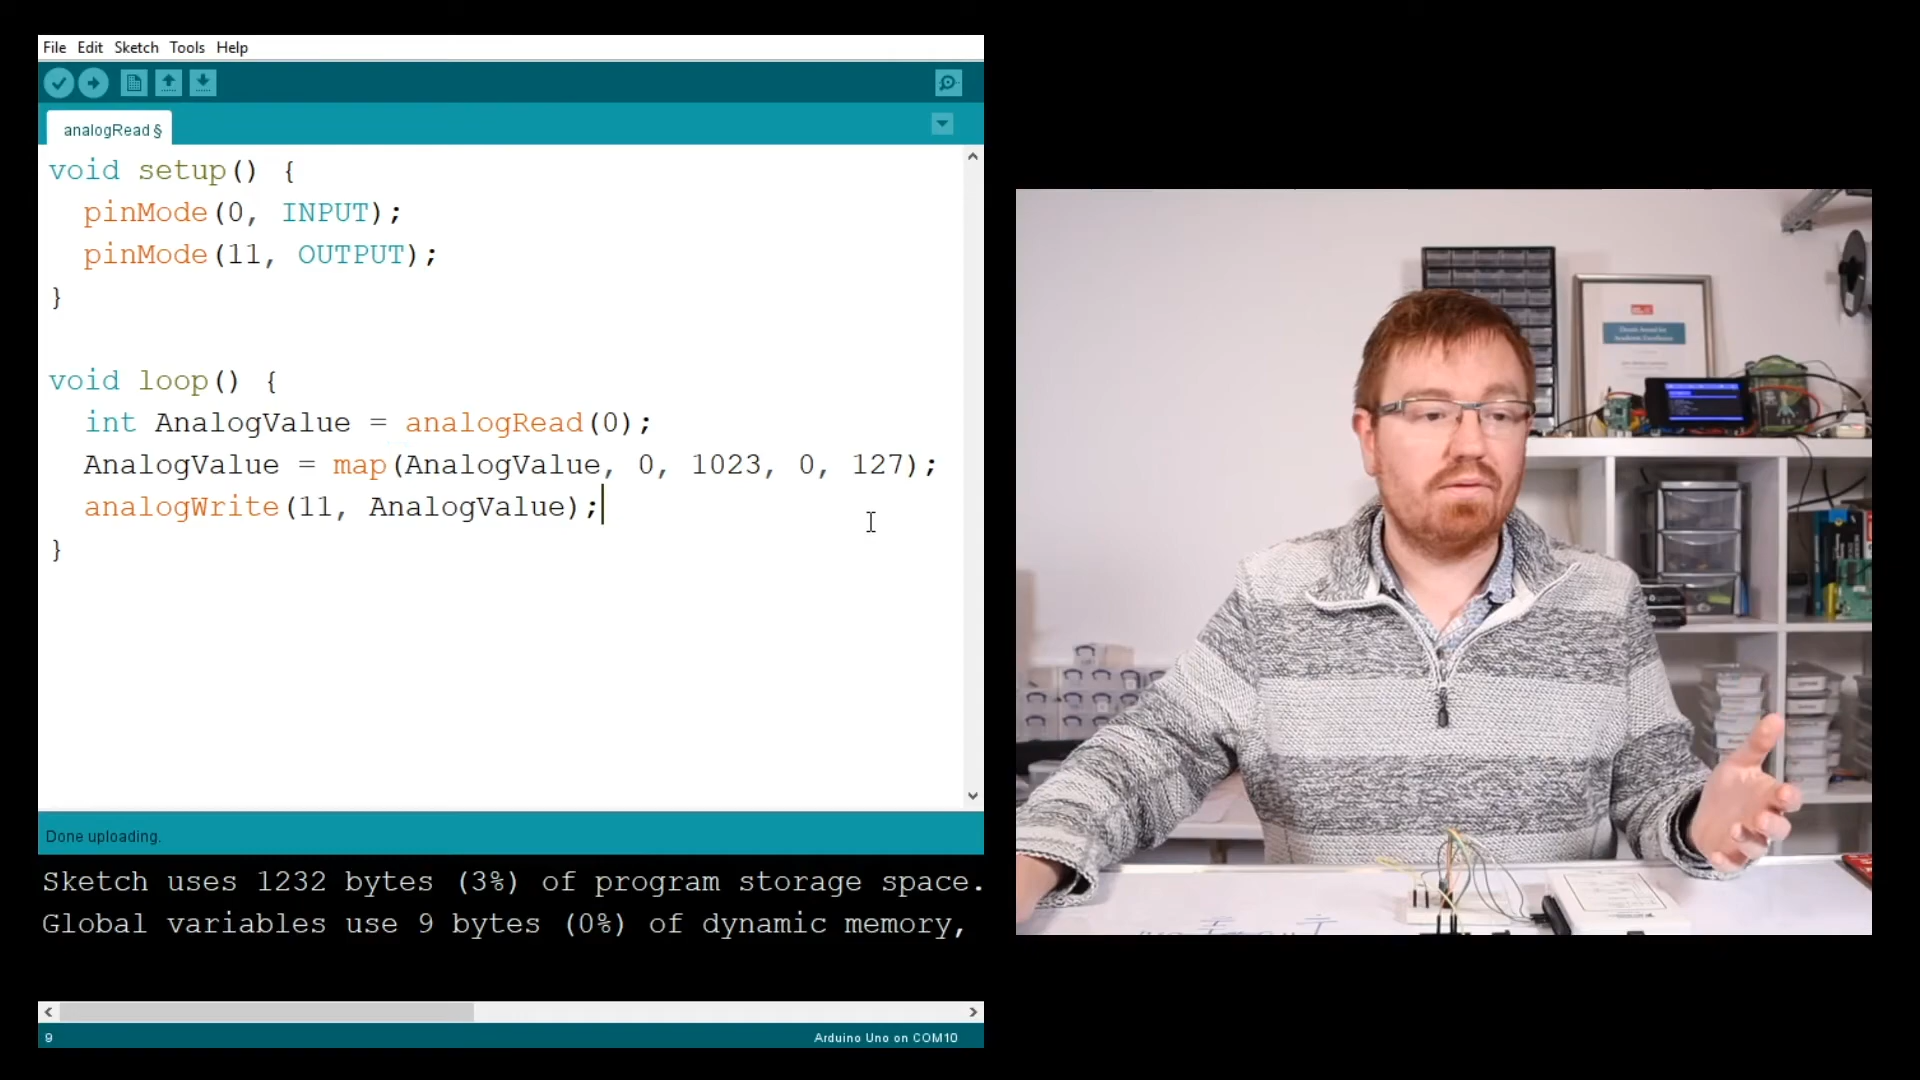 File Edit Sketch Tools Help
analogRead §
void setup() {
pinMode(0, INPUT);
pinMode(11, OUTPUT);
}
void loop() {
int AnalogValue = analogRead(0);
AnalogValue = map(AnalogValue, 0, 1023, 0, 127);
analogWrite(11, AnalogValue);
}
Done uploading.
Sketch uses 1232 bytes (3%) of program storage space.
Global variables use 9 bytes (0%) of dynamic memory,
9
Arduino Uno on COM10